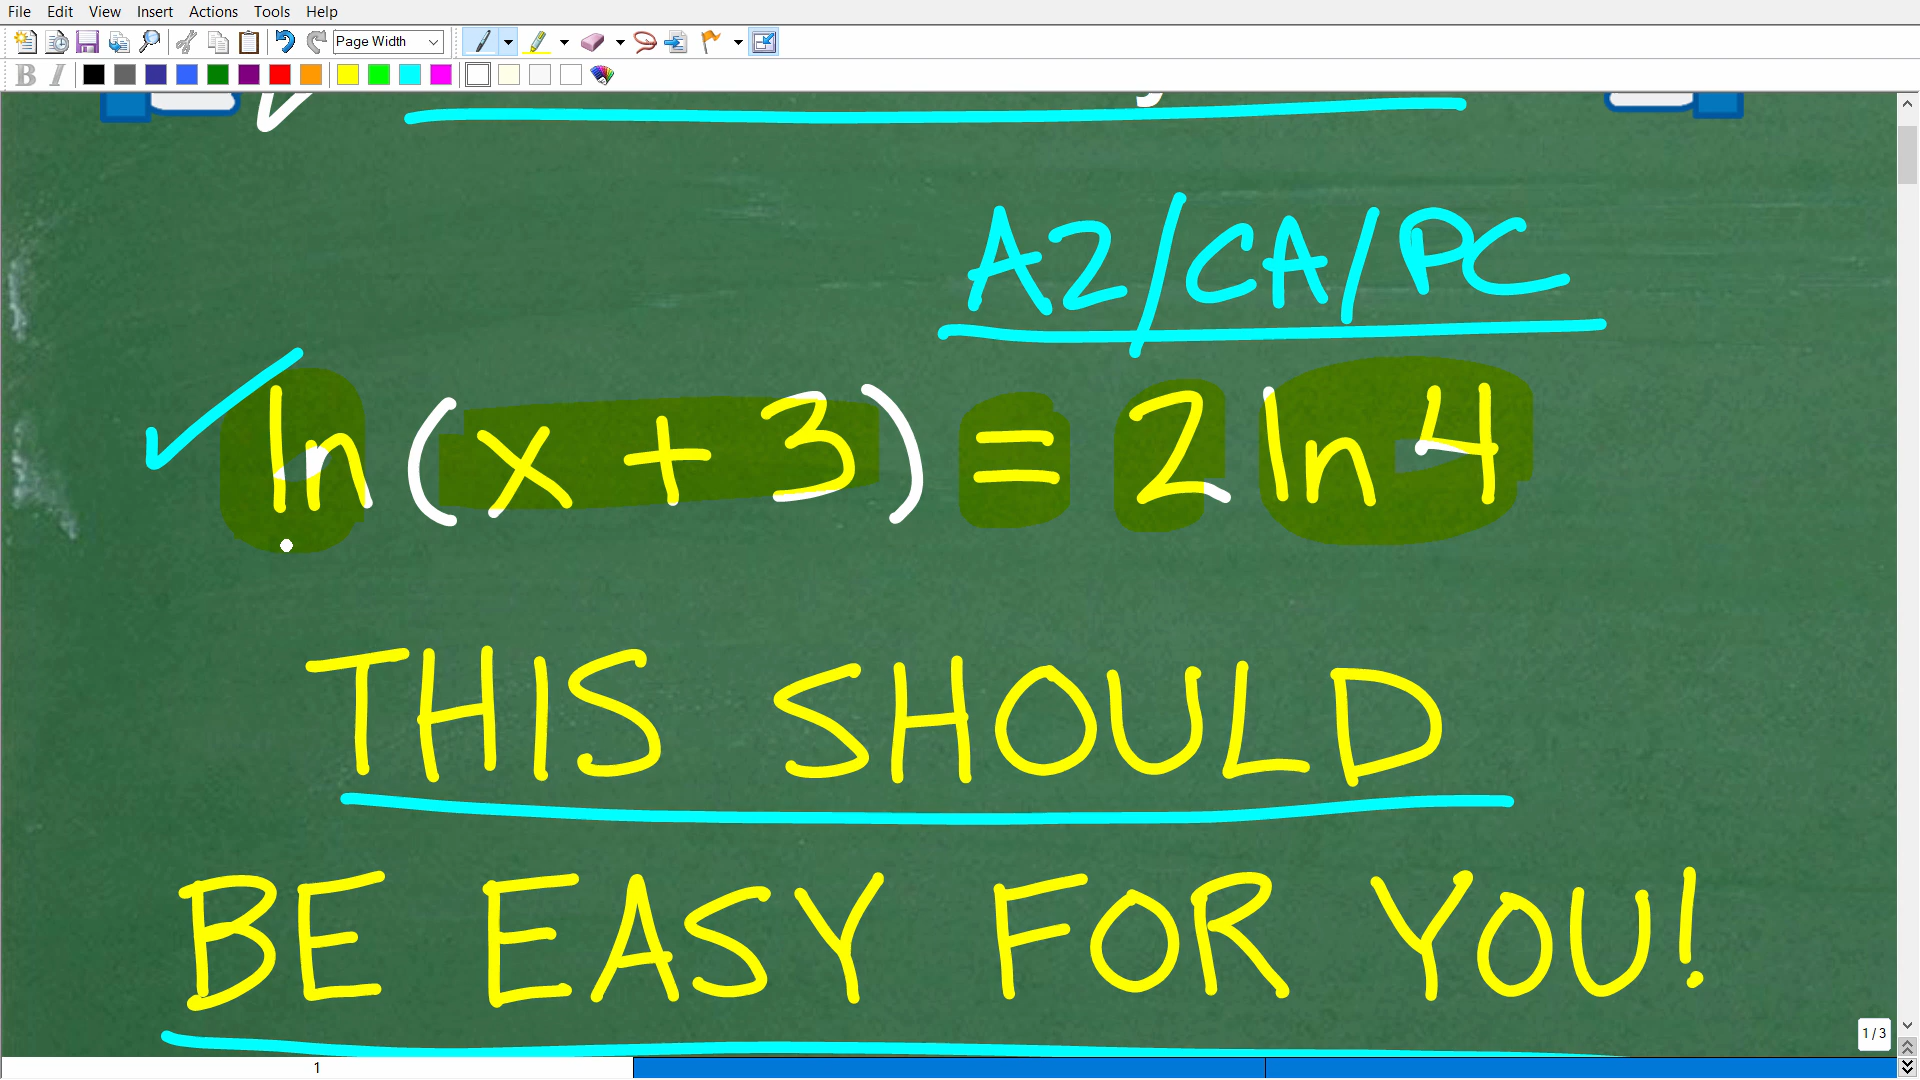 File Edit View Insert Actions Tools Help
Page Width
B I
A2/CA/PC
ln (x + 3) = 2 ln 4
THIS SHOULD
BE EASY FOR YOU!
1 / 3
1